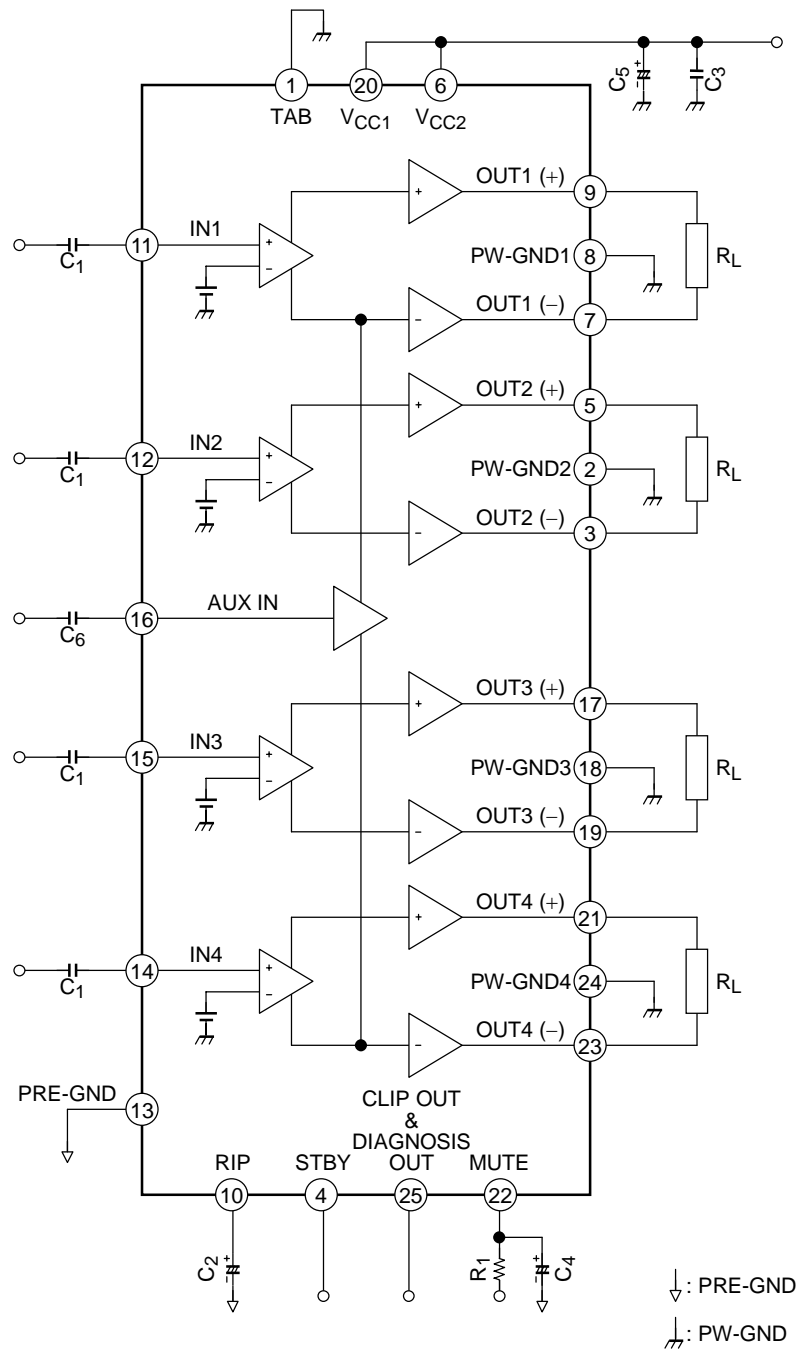 C5
C3
1
20
6
TAB
VCC1
VCC2
OUT1 (+)
9
IN1
11
C1
+
−
+
PW-GND1
8
RL
OUT1 (−)
−
7
OUT2 (+)
+
5
IN2
12
C1
+
−
PW-GND2
2
RL
OUT2 (−)
−
3
AUX IN
16
C6
OUT3 (+)
+
17
IN3
15
C1
+
−
PW-GND3
18
RL
OUT3 (−)
−
19
OUT4 (+)
+
21
IN4
14
C1
+
−
PW-GND4
24
RL
OUT4 (−)
−
23
PRE-GND
13
CLIP OUT
&
DIAGNOSIS
RIP
STBY
OUT
MUTE
10
4
25
22
C2
R1
C4
+
−
+
−
+
−
: PRE-GND
: PW-GND